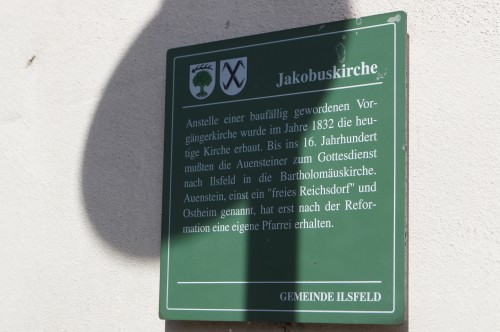 Jakobuskirche
Anstelle einer baufällig gewordenen Vor-
gängerkirche wurde im Jahre 1832 die heu-
tige Kirche erbaut. Bis ins 16. Jahrhundert
mußten die Auensteiner zum Gottesdienst
nach Ilsfeld in die Bartholomäuskirche.
Auenstein, einst ein "freies Reichsdorf" und
Ostheim genannt, hat erst nach der Refor-
mation eine eigene Pfarrei erhalten.
GEMEINDE ILSFELD